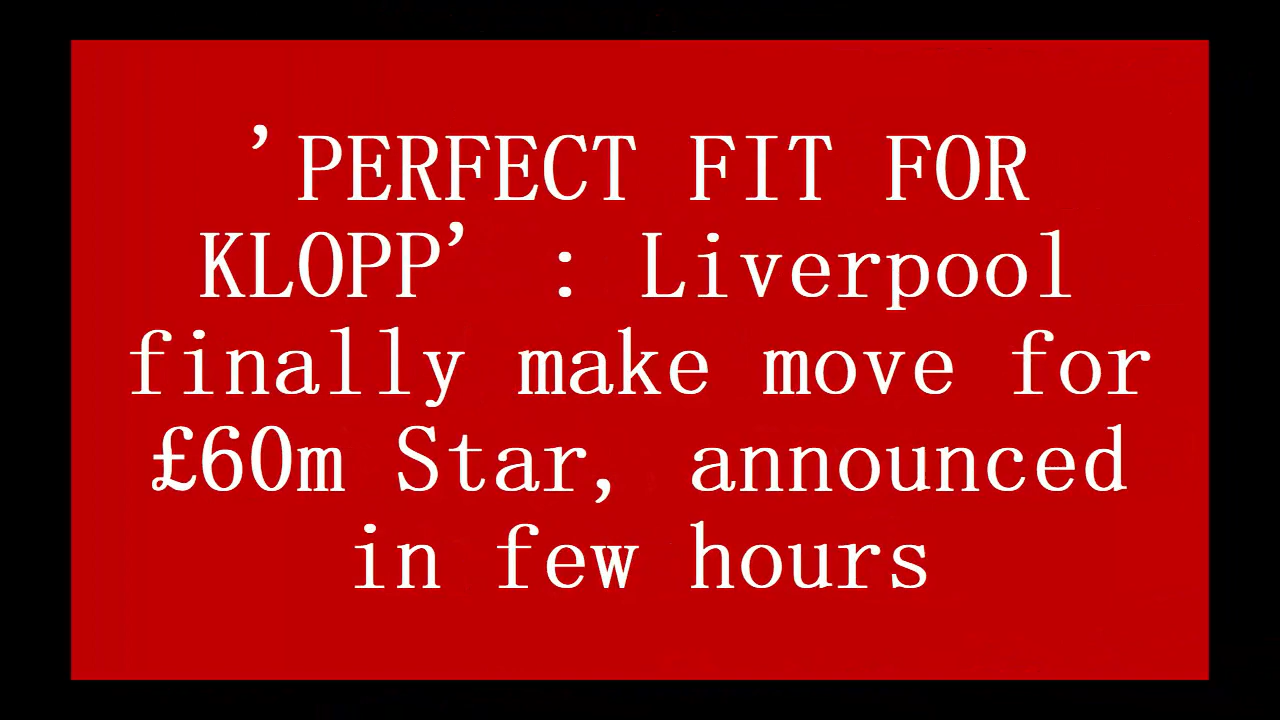 ’PERFECT FIT FOR
KLOPP’ : Liverpool
finally make move for
£60m Star, announced
in few hours